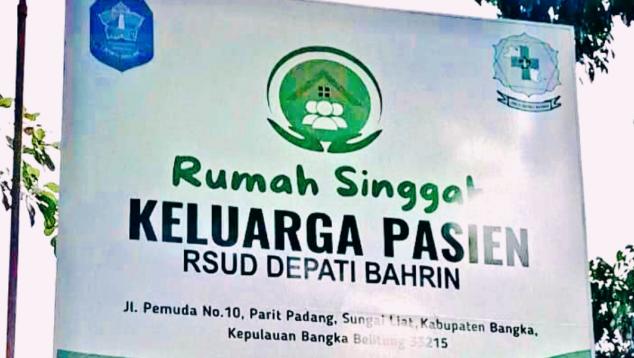 Rumah Singgah
KELUARGA PASIEN
RSUD DEPATI BAHRIN
Jl. Pemuda No.10, Parit Padang, Sungai Liat, Kabupaten Bangka,
Kepulauan Bangka Belitung 33215